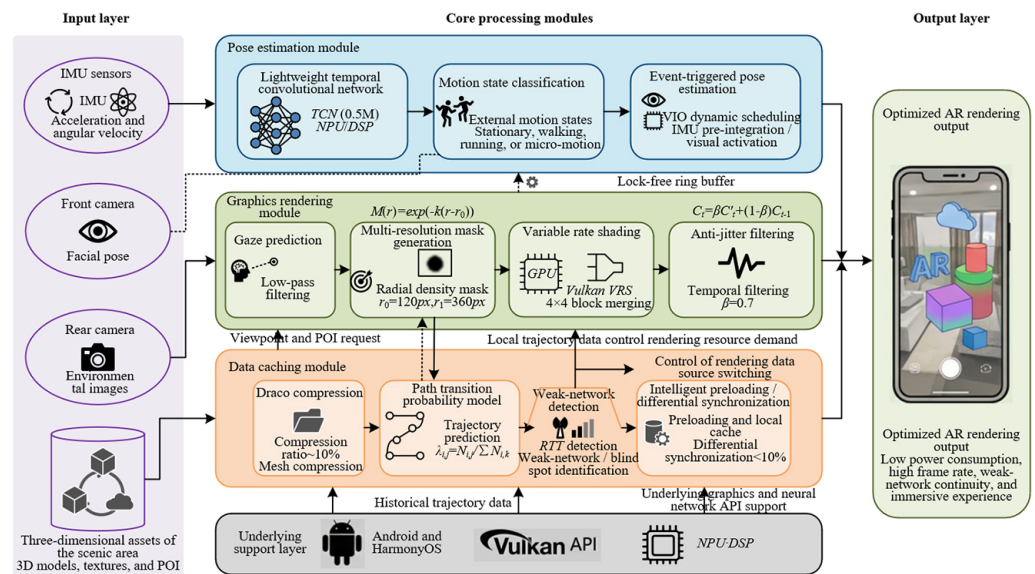 Input layer
Core processing modules
Output layer
IMU sensors
IMU
Acceleration and
angular velocity
Front camera
Facial pose
Rear camera
Environmen
tal images
Three-dimensional assets of
the scenic area
3D models, textures, and POI
Pose estimation module
Lightweight temporal
convolutional network
TCN (0.5M)
NPU/DSP
Motion state classification
External motion states
Stationary, walking,
running, or micro-motion
Event-triggered pose
estimation
VIO dynamic scheduling
IMU pre-integration /
visual activation
Lock-free ring buffer
Graphics rendering
module
M(r)=exp(-k(r-r₀))
Cₜ=βC'ₜ+(1-β)Cₜ₋₁
Gaze prediction
Low-pass
filtering
Multi-resolution mask
generation
Radial density mask
r₀=120px,r₁=360px
Variable rate shading
GPU
Vulkan VRS
4×4 block merging
Anti-jitter filtering
Temporal filtering
β=0.7
Viewpoint and POI request
Local trajectory data control rendering resource demand
Data caching module
Control of rendering data
source switching
Draco compression
Compression
ratio~10%
Mesh compression
Path transition
probability model
Trajectory
prediction
λi,j=Ni,j/∑Ni,k
Weak-network
detection
RTT detection
Weak-network / blind
spot identification
Intelligent preloading /
differential synchronization
Preloading and local
cache
Differential
synchronization<10%
Historical trajectory data
Underlying graphics and neural
network API support
Underlying
support layer
Android and
HarmonyOS
Vulkan API
NPU·DSP
Optimized AR rendering
output
AR
Optimized AR rendering
output
Low power consumption,
high frame rate, weak-
network continuity, and
immersive experience